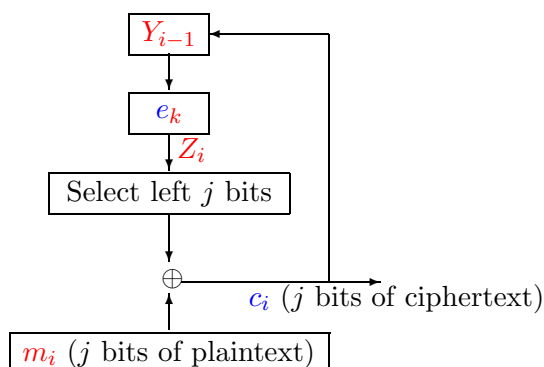 Y_{i−1}
e_k
Z_i
Select left j bits
⊕
c_i (j bits of ciphertext)
m_i (j bits of plaintext)